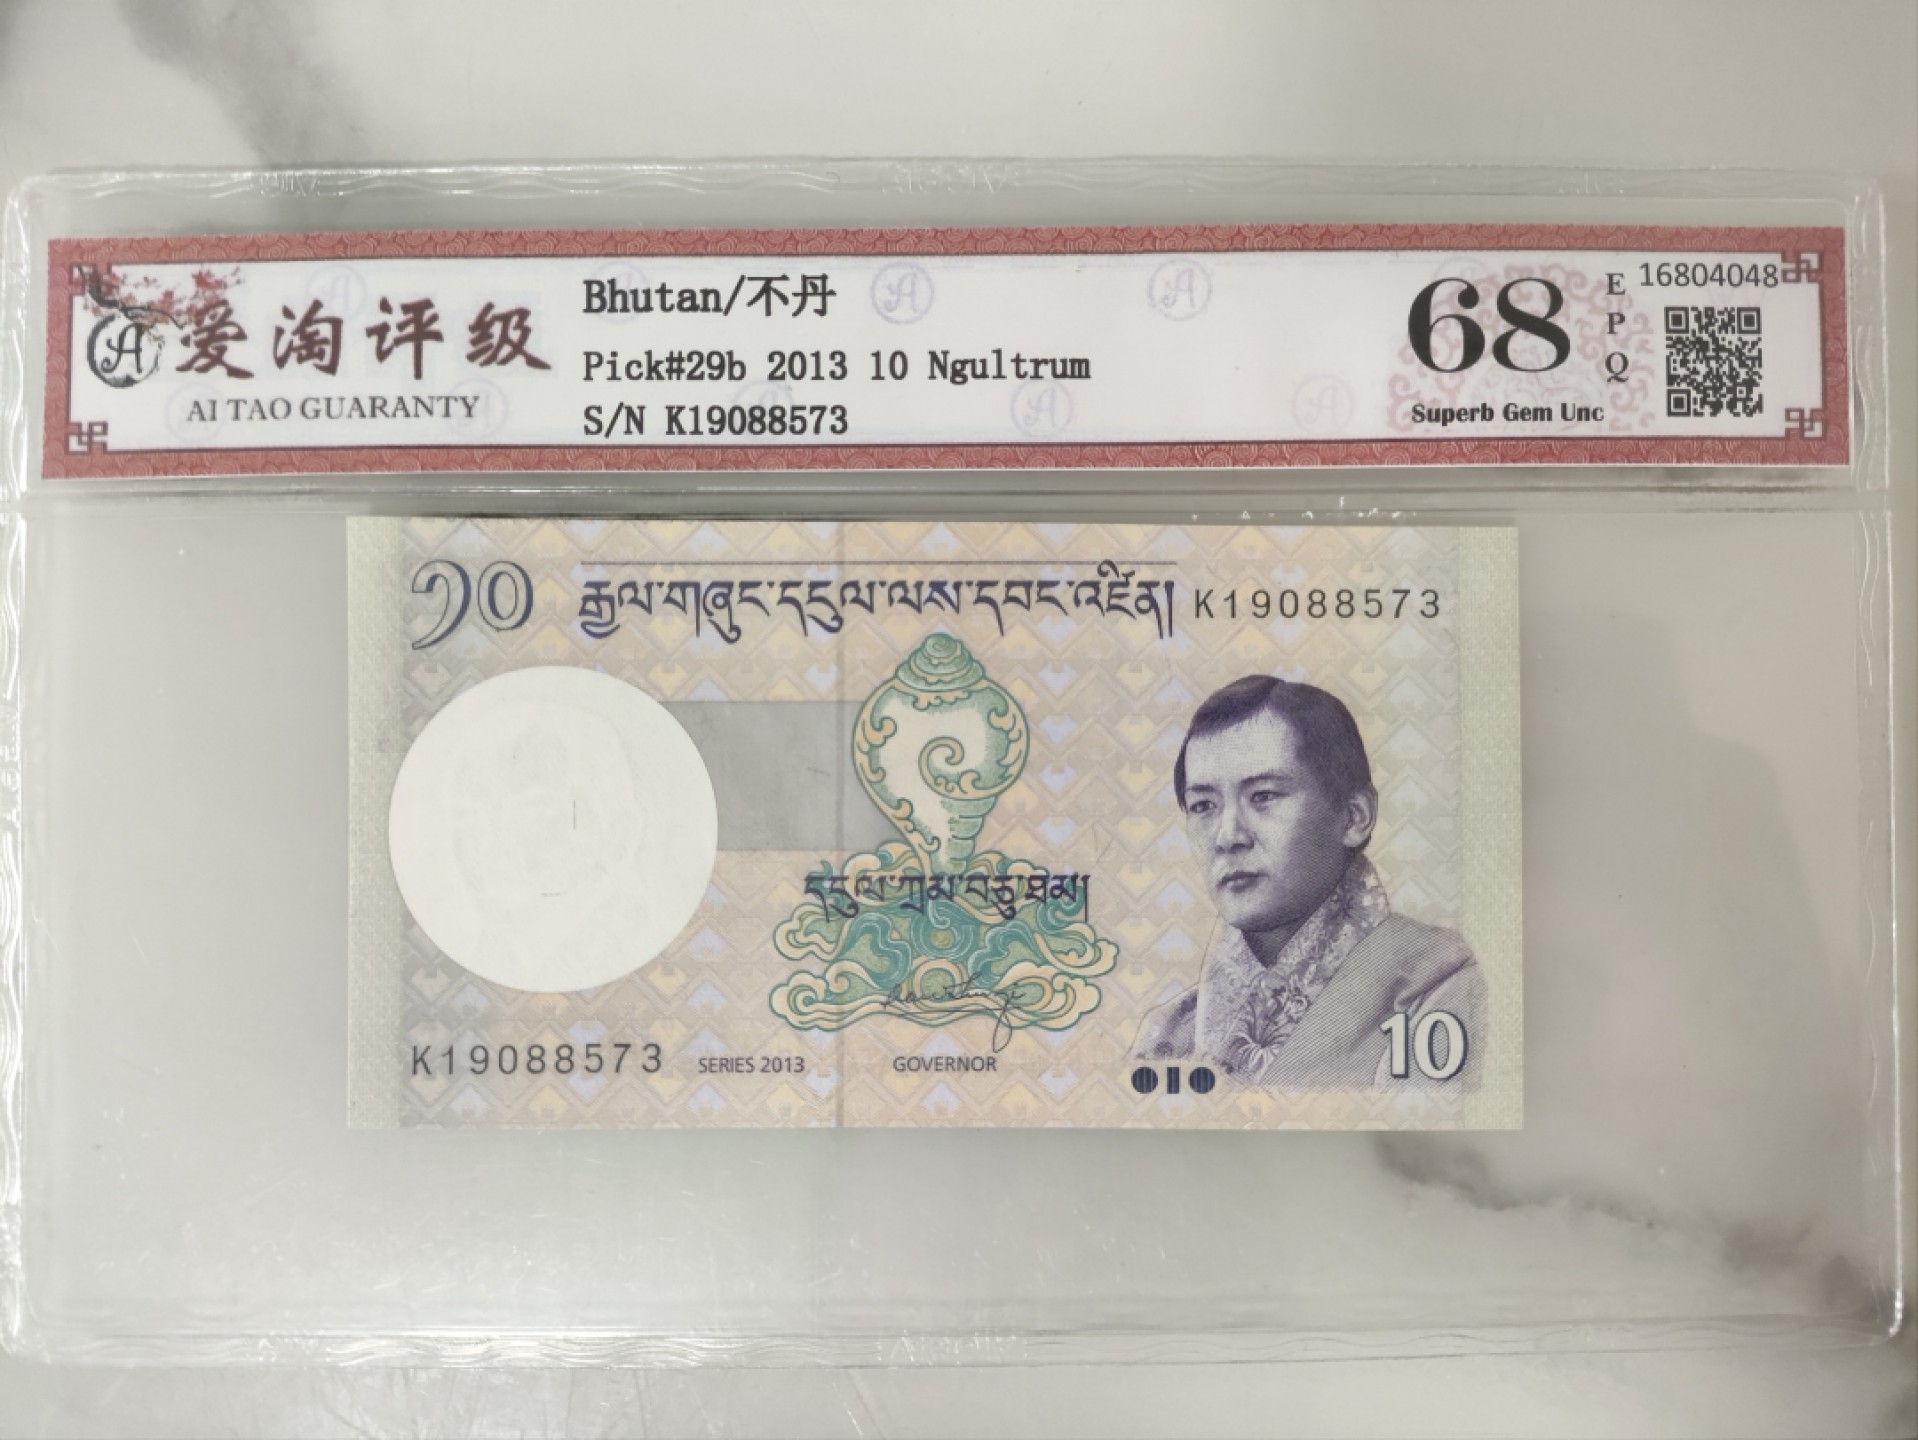 爱淘评级
AI TAO GUARANTY
Bhutan/不丹
Pick#29b 2013 10 Ngultrum
S/N K19088573
68
EPQ
Superb Gem Unc
16804048
༡༠
རྒྱལ་གཞུང་དངུལ་ལས་དབང་འཛིན།
K19088573
དངུལ་ཀྲམ་བཅུ་ཐམ།
K19088573
SERIES 2013
GOVERNOR
10